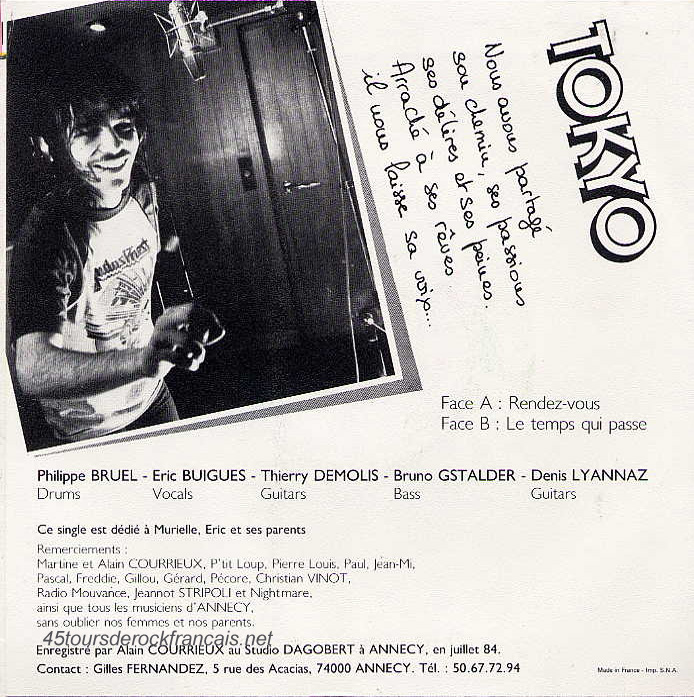 TOKYO
Nous avons partagé
son chemin, ses passions
ses délires et ses peines.
Arraché à ses rêves
il nous laisse sa voix...
Judas Priest
Face A : Rendez-vous
Face B : Le temps qui passe
Philippe BRUEL - Eric BUIGUES - Thierry DEMOLIS - Bruno GSTALDER - Denis LYANNAZ
Drums Vocals Guitars Bass Guitars
Ce single est dédié à Murielle, Eric et ses parents
Remerciements :
Martine et Alain COURRIEUX, P'tit Loup, Pierre Louis, Paul, Jean-Mi,
Pascal, Freddie, Gillou, Gérard, Pécore, Christian VINOT,
Radio Mouvance, Jeannot STRIPOLI et Nightmare,
ainsi que tous les musiciens d'ANNECY,
sans oublier nos femmes et nos parents.
45toursderockfrancais.net
Enregistré par Alain COURRIEUX au Studio DAGOBERT à ANNECY, en juillet 84.
Contact : Gilles FERNANDEZ, 5 rue des Acacias, 74000 ANNECY. Tél. : 50.67.72.94
Made in France - Imp. S.N.A.